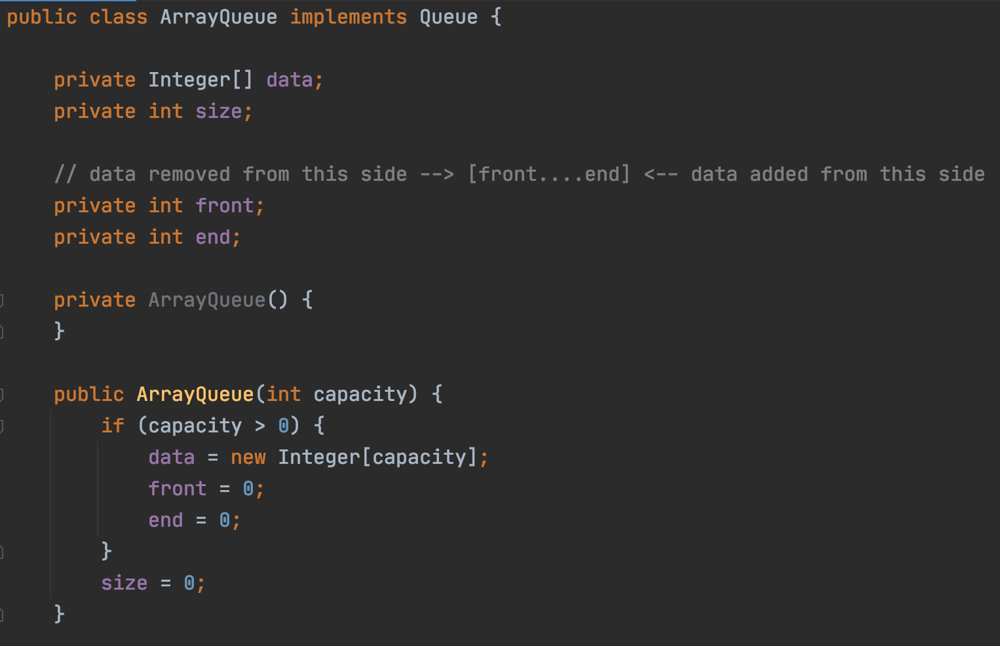 public class ArrayQueue implements Queue {
private Integer[] data;
private int size;
// data removed from this side --> [front....end] <-- data added from this side
private int front;
private int end;
private ArrayQueue() {
}
public ArrayQueue(int capacity) {
if (capacity > 0) {
data = new Integer[capacity];
front = 0;
end = 0;
}
size = 0;
}